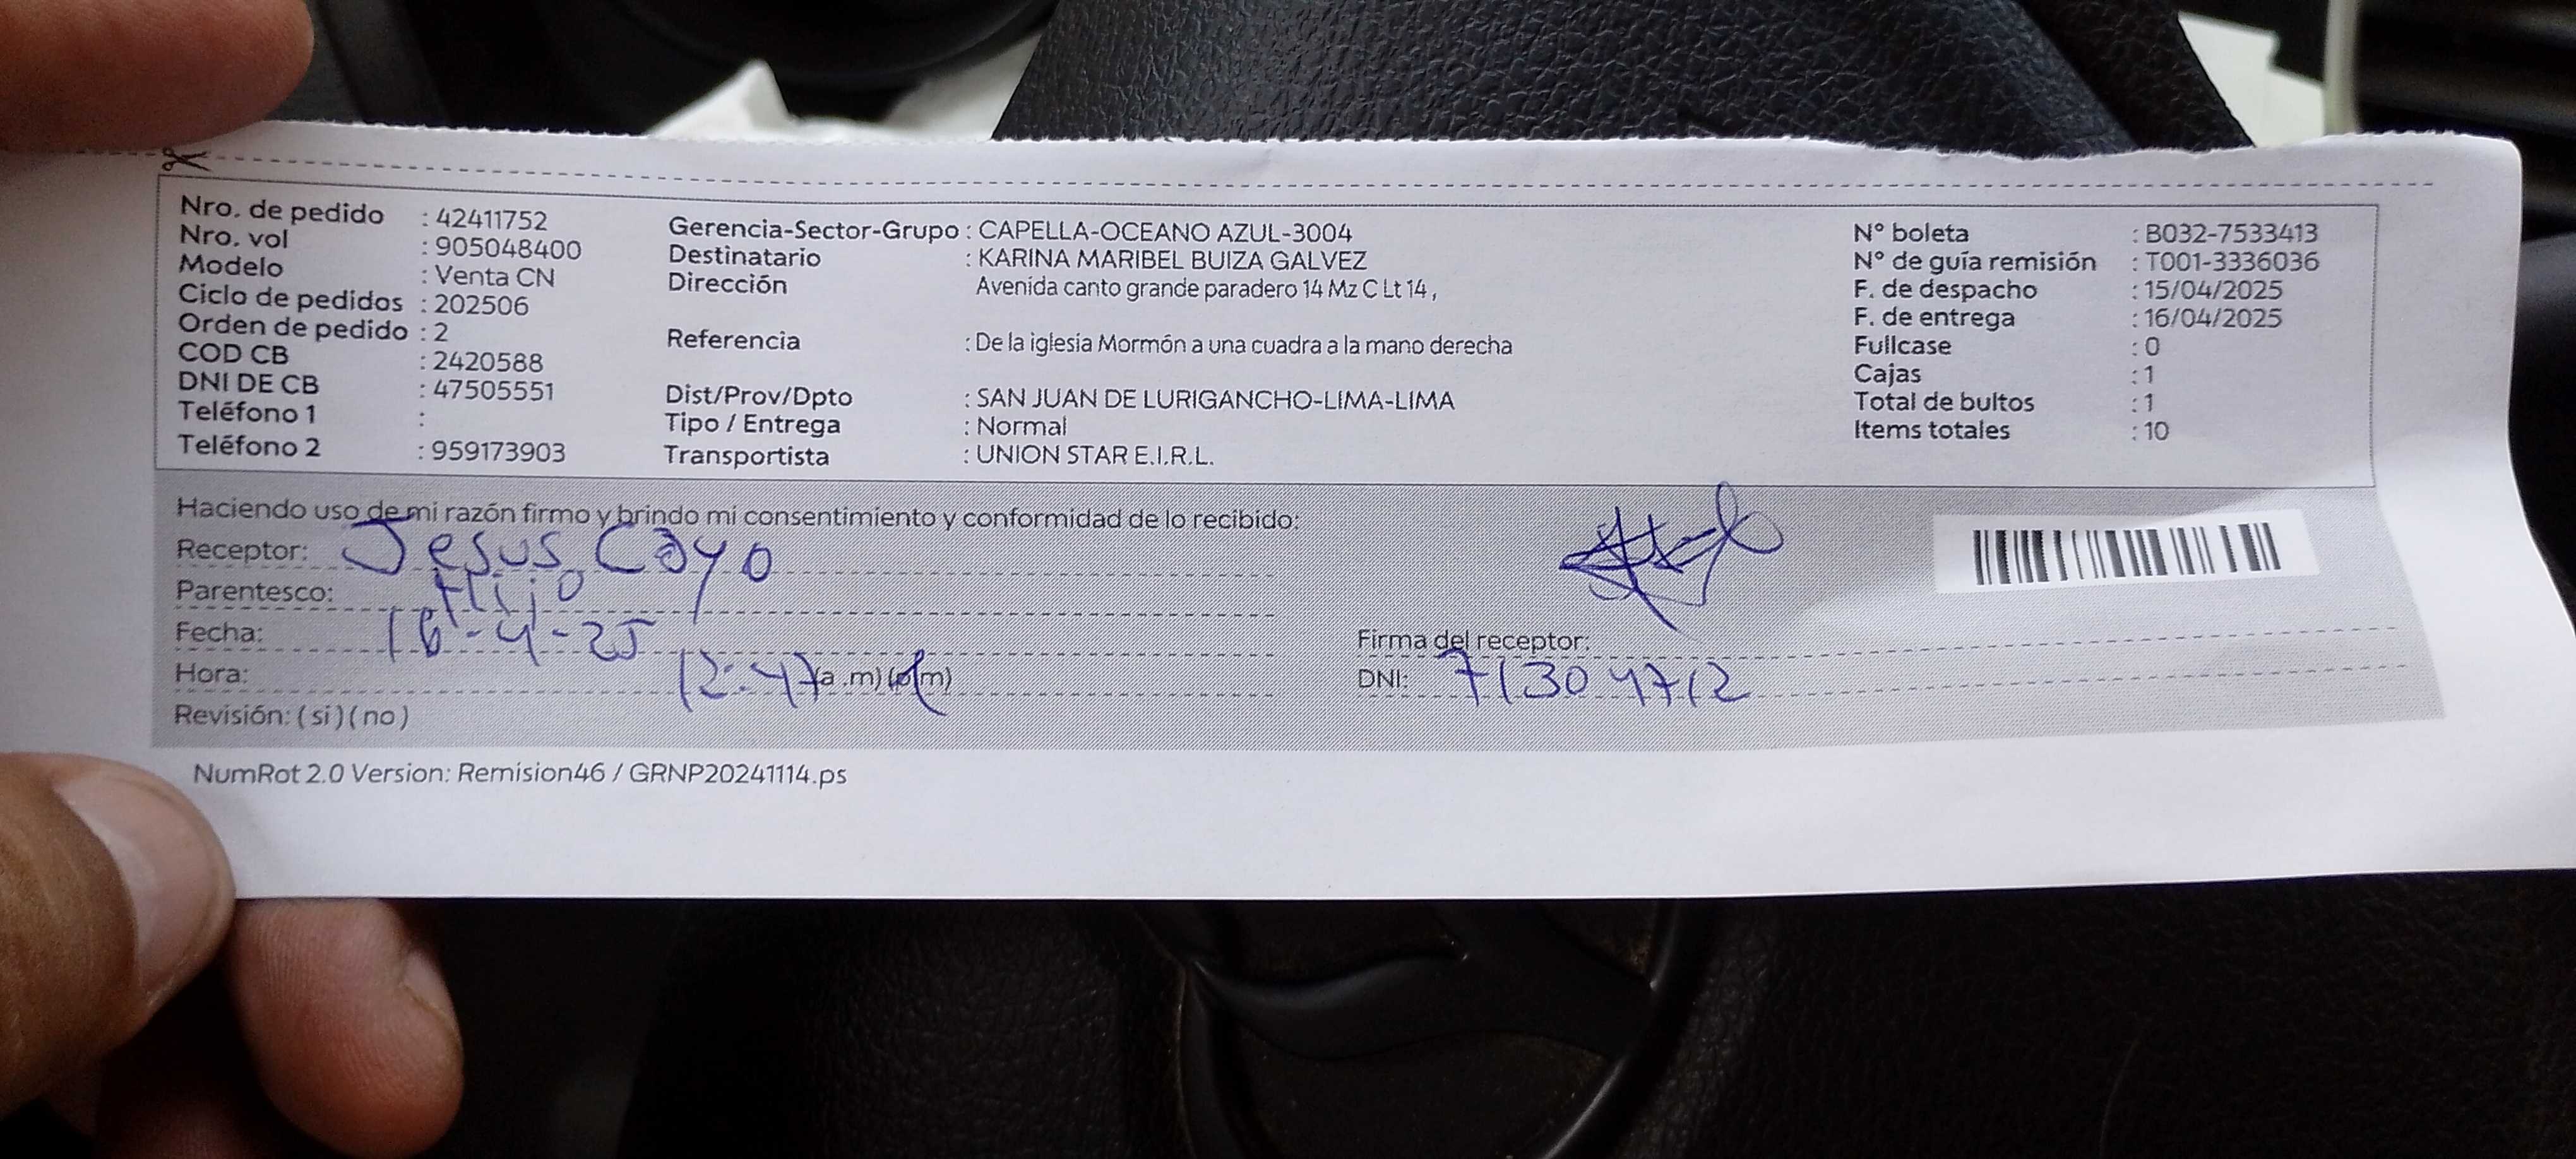 Nro. de pedido : 42411752
Nro. vol : 905048400
Modelo : Venta CN
Ciclo de pedidos : 202506
Orden de pedido : 2
COD CB : 2420588
DNI DE CB : 47505551
Teléfono 1 :
Teléfono 2 : 959173903
Gerencia-Sector-Grupo : CAPELLA-OCEANO AZUL-3004
Destinatario : KARINA MARIBEL BUIZA GALVEZ
Dirección Avenida canto grande paradero 14 Mz C Lt 14 ,
Referencia : De la iglesia Mormón a una cuadra a la mano derecha
Dist/Prov/Dpto : SAN JUAN DE LURIGANCHO-LIMA-LIMA
Tipo / Entrega : Normal
Transportista : UNION STAR E.I.R.L.
N° boleta : B032-7533413
N° de guía remisión : T001-3336036
F. de despacho : 15/04/2025
F. de entrega : 16/04/2025
Fullcase : 0
Cajas : 1
Total de bultos : 1
Items totales : 10
Haciendo uso de mi razón firmo y brindo mi consentimiento y conformidad de lo recibido:
Receptor: Jesus Cayo
Parentesco: Hijo
Fecha: 16-4-25
Hora: 12:47 (a .m) (p.m)
Revisión: ( si ) ( no )
Firma del receptor:
DNI: 71304712
NumRot 2.0 Version: Remision46 / GRNP20241114.ps